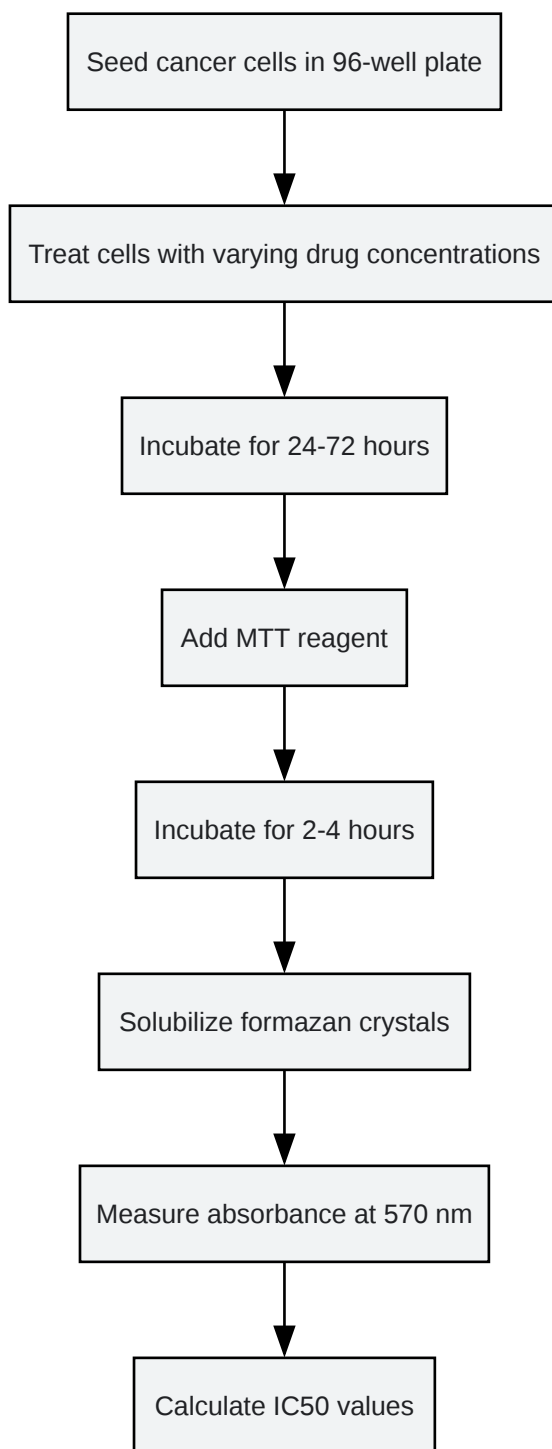 Seed cancer cells in 96-well plate
Treat cells with varying drug concentrations
Incubate for 24-72 hours
Add MTT reagent
Incubate for 2-4 hours
Solubilize formazan crystals
Measure absorbance at 570 nm
Calculate IC50 values